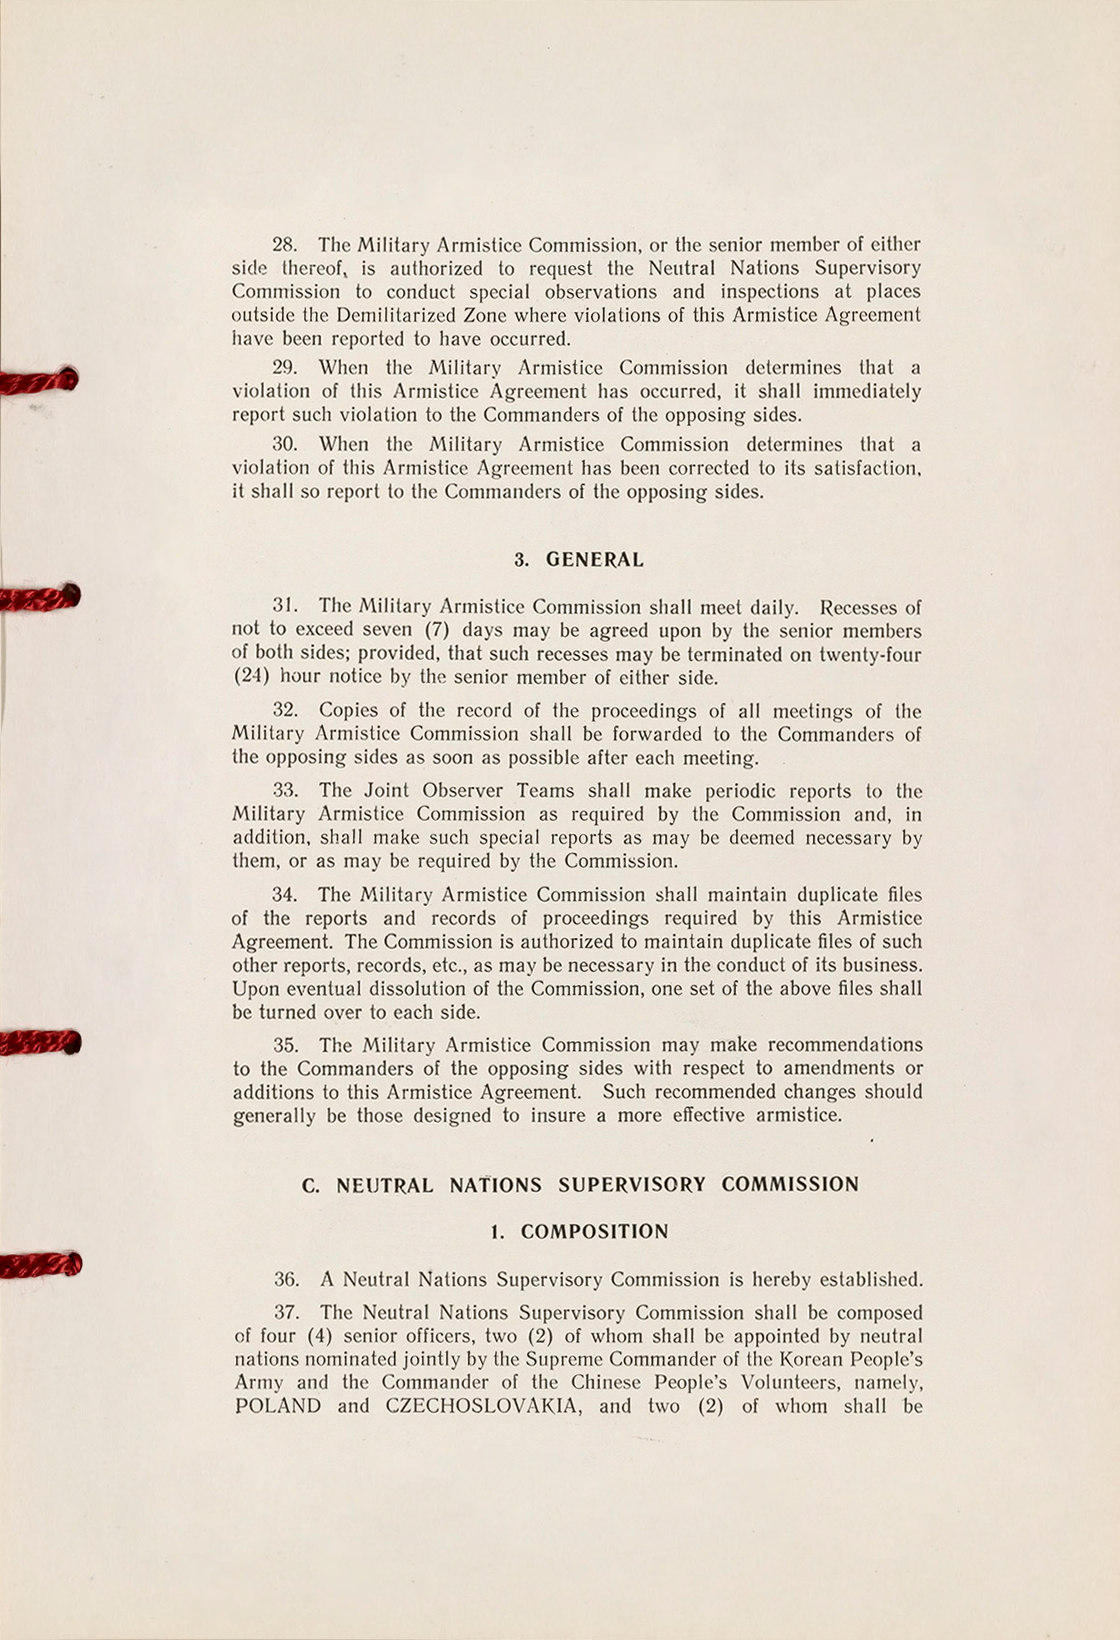 28. The Military Armistice Commission, or the senior member of either
side thereof, is authorized to request the Neutral Nations Supervisory
Commission to conduct special observations and inspections at places
outside the Demilitarized Zone where violations of this Armistice Agreement
have been reported to have occurred.
29. When the Military Armistice Commission determines that a
violation of this Armistice Agreement has occurred, it shall immediately
report such violation to the Commanders of the opposing sides.
30. When the Military Armistice Commission determines that a
violation of this Armistice Agreement has been corrected to its satisfaction,
it shall so report to the Commanders of the opposing sides.
3. GENERAL
31. The Military Armistice Commission shall meet daily. Recesses of
not to exceed seven (7) days may be agreed upon by the senior members
of both sides; provided, that such recesses may be terminated on twenty-four
(24) hour notice by the senior member of either side.
32. Copies of the record of the proceedings of all meetings of the
Military Armistice Commission shall be forwarded to the Commanders of
the opposing sides as soon as possible after each meeting.
33. The Joint Observer Teams shall make periodic reports to the
Military Armistice Commission as required by the Commission and, in
addition, shall make such special reports as may be deemed necessary by
them, or as may be required by the Commission.
34. The Military Armistice Commission shall maintain duplicate files
of the reports and records of proceedings required by this Armistice
Agreement. The Commission is authorized to maintain duplicate files of such
other reports, records, etc., as may be necessary in the conduct of its business.
Upon eventual dissolution of the Commission, one set of the above files shall
be turned over to each side.
35. The Military Armistice Commission may make recommendations
to the Commanders of the opposing sides with respect to amendments or
additions to this Armistice Agreement. Such recommended changes should
generally be those designed to insure a more effective armistice.
C. NEUTRAL NATIONS SUPERVISORY COMMISSION
1. COMPOSITION
36. A Neutral Nations Supervisory Commission is hereby established.
37. The Neutral Nations Supervisory Commission shall be composed
of four (4) senior officers, two (2) of whom shall be appointed by neutral
nations nominated jointly by the Supreme Commander of the Korean People's
Army and the Commander of the Chinese People's Volunteers, namely,
POLAND and CZECHOSLOVAKIA, and two (2) of whom shall be